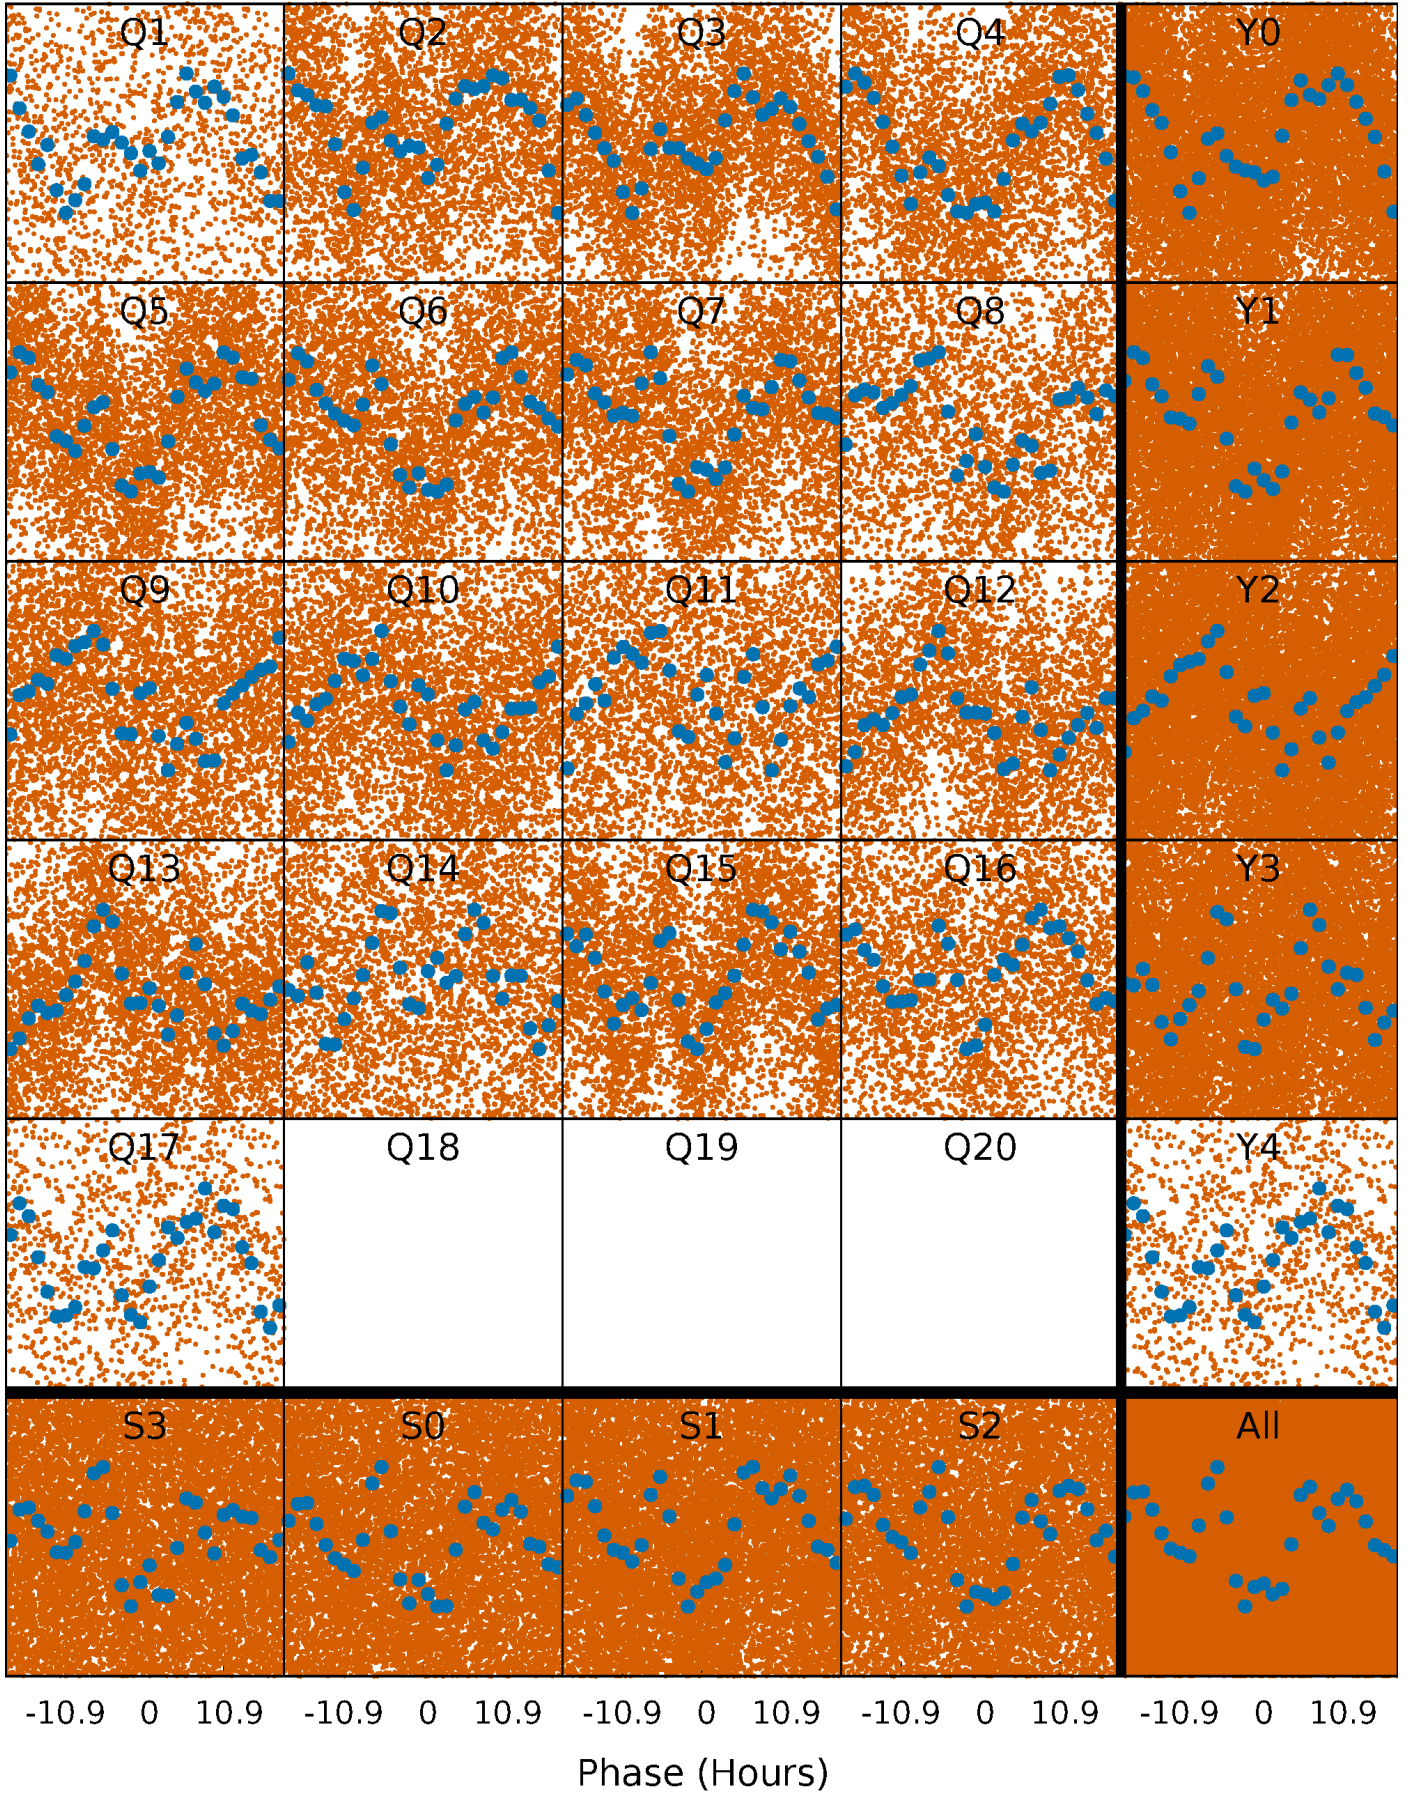 Q1 Q2 Q3 Q4 Y0
Q5 Q6 Q7 Q8 Y1
Q9 Q10 Q11 Q12 Y2
Q13 Q14 Q15 Q16 Y3
Q17 Q18 Q19 Q20 Y4
S3 S0 S1 S2 All
-10.9 0 10.9 -10.9 0 10.9 -10.9 0 10.9 -10.9 0 10.9 -10.9 0 10.9
Phase (Hours)